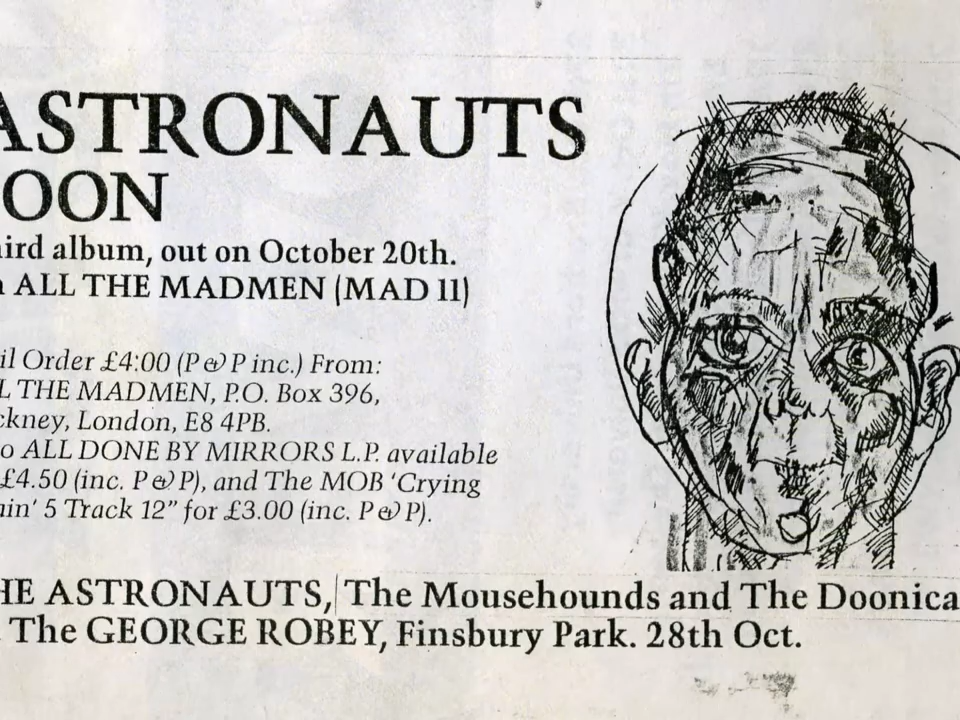 ASTRONAUTS
OON
hird album, out on October 20th.
n ALL THE MADMEN (MAD 11)
il Order £4:00 (P & P inc.) From:
L THE MADMEN, P.O. Box 396,
ckney, London, E8 4PB.
o ALL DONE BY MIRRORS L.P. available
£4.50 (inc. P & P), and The MOB ‘Crying
in’ 5 Track 12” for £3.00 (inc. P & P).
HE ASTRONAUTS, The Mousehounds and The Doonica
The GEORGE ROBEY, Finsbury Park. 28th Oct.